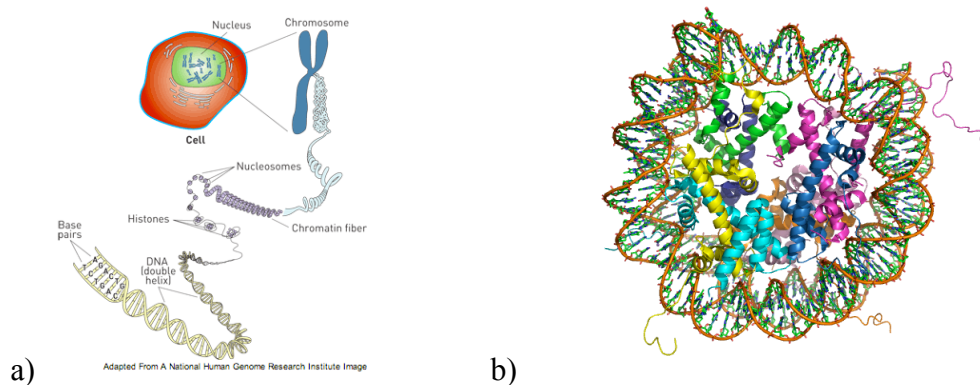 Nucleus
Chromosome
Cell
Nucleosomes
Histones
Chromatin fiber
Base
pairs
DNA
(double
helix)
T C T G A C
A G A C T G
a)
Adapted From A National Human Genome Research Institute Image
b)